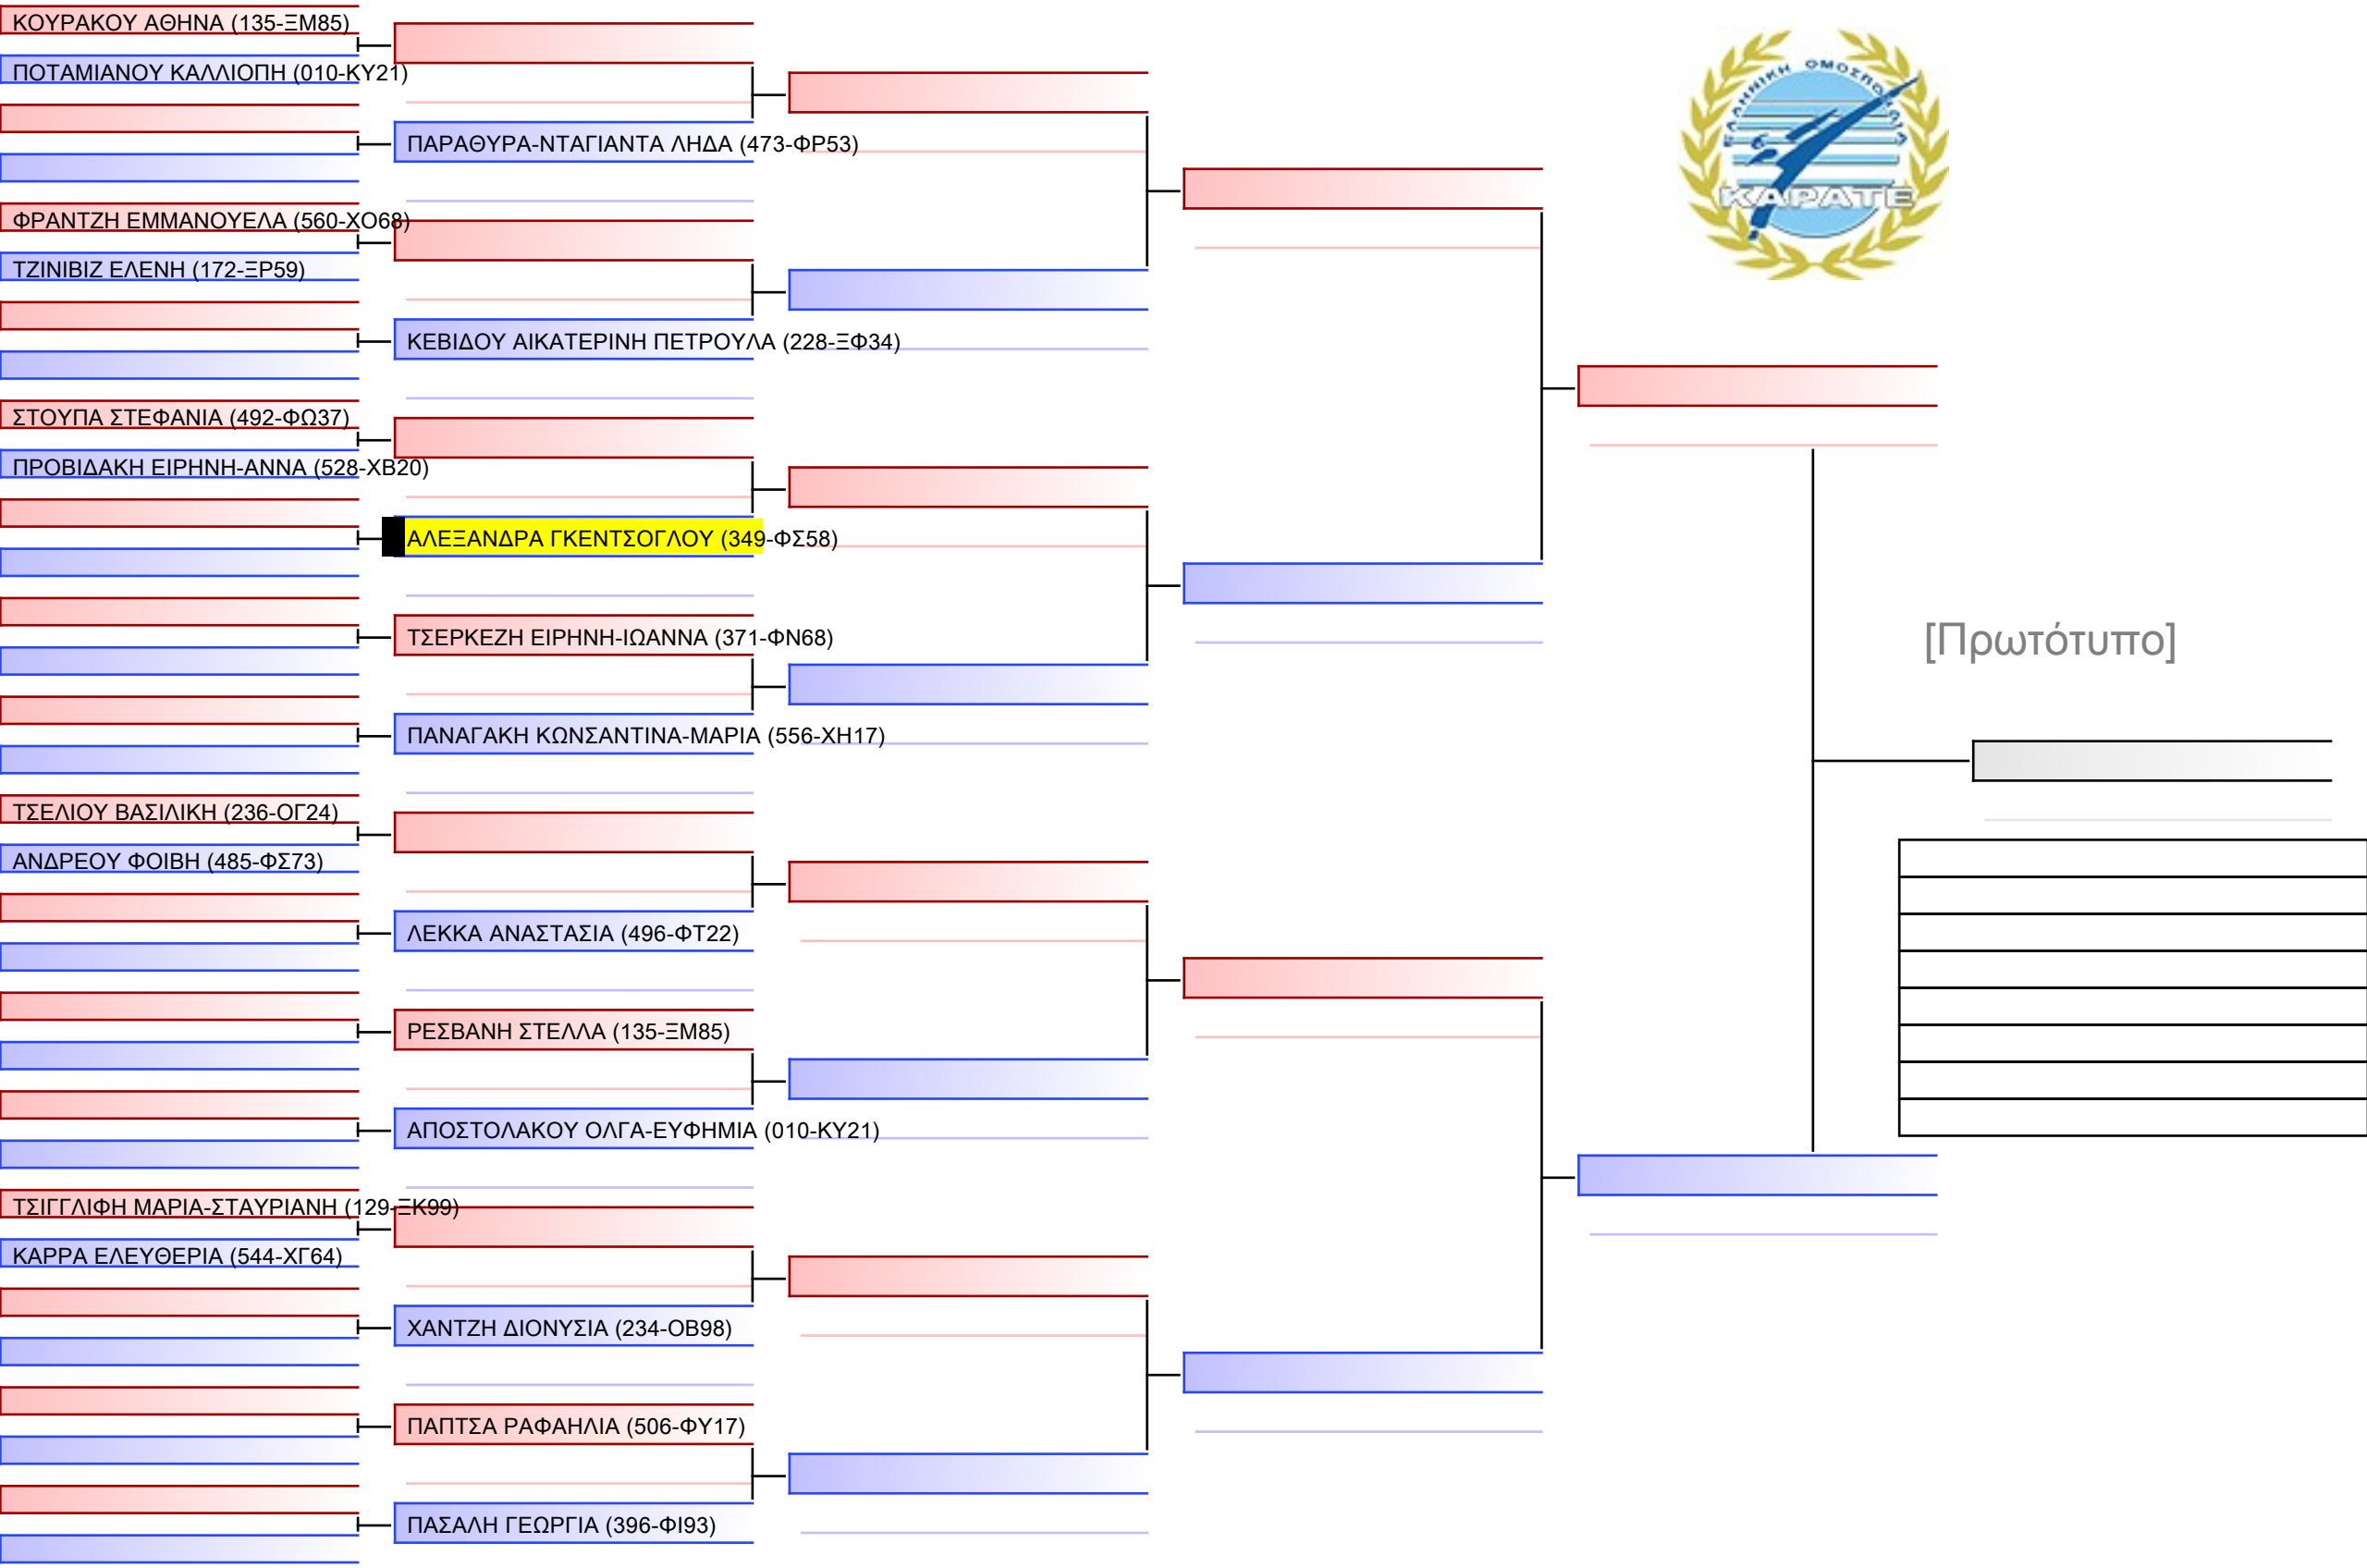 ΚΟΥΡΑΚΟΥ ΑΘΗΝΑ (135-ΞΜ85)
ΠΟΤΑΜΙΑΝΟΥ ΚΑΛΛΙΟΠΗ (010-ΚΥ21)
ΠΑΡΑΘΥΡΑ-ΝΤΑΓΙΑΝΤΑ ΛΗΔΑ (473-ΦΡ53)
ΦΡΑΝΤΖΗ ΕΜΜΑΝΟΥΕΛΑ (560-ΧΟ68)
ΤΖΙΝΙΒΙΖ ΕΛΕΝΗ (172-ΞΡ59)
ΚΕΒΙΔΟΥ ΑΙΚΑΤΕΡΙΝΗ ΠΕΤΡΟΥΛΑ (228-ΞΦ34)
ΣΤΟΥΠΑ ΣΤΕΦΑΝΙΑ (492-ΦΩ37)
ΠΡΟΒΙΔΑΚΗ ΕΙΡΗΝΗ-ΑΝΝΑ (528-ΧΒ20)
ΑΛΕΞΑΝΔΡΑ ΓΚΕΝΤΣΟΓΛΟΥ (349-ΦΣ58)
ΤΣΕΡΚΕΖΗ ΕΙΡΗΝΗ-ΙΩΑΝΝΑ (371-ΦΝ68)
ΠΑΝΑΓΑΚΗ ΚΩΝΣΑΝΤΙΝΑ-ΜΑΡΙΑ (556-ΧΗ17)
ΤΣΕΛΙΟΥ ΒΑΣΙΛΙΚΗ (236-ΟΓ24)
ΑΝΔΡΕΟΥ ΦΟΙΒΗ (485-ΦΣ73)
ΛΕΚΚΑ ΑΝΑΣΤΑΣΙΑ (496-ΦΤ22)
ΡΕΣΒΑΝΗ ΣΤΕΛΛΑ (135-ΞΜ85)
ΑΠΟΣΤΟΛΑΚΟΥ ΟΛΓΑ-ΕΥΦΗΜΙΑ (010-ΚΥ21)
ΤΣΙΓΓΛΙΦΗ ΜΑΡΙΑ-ΣΤΑΥΡΙΑΝΗ (129-ΞΚ99)
ΚΑΡΡΑ ΕΛΕΥΘΕΡΙΑ (544-ΧΓ64)
ΧΑΝΤΖΗ ΔΙΟΝΥΣΙΑ (234-ΟΒ98)
ΠΑΠΤΣΑ ΡΑΦΑΗΛΙΑ (506-ΦΥ17)
ΠΑΣΑΛΗ ΓΕΩΡΓΙΑ (396-ΦΙ93)
ΕΛΛΗΝΙΚΗ ΟΜΟΣΠΟΝΔΙΑ
ΚΑΡΑΤΕ
[Πρωτότυπο]